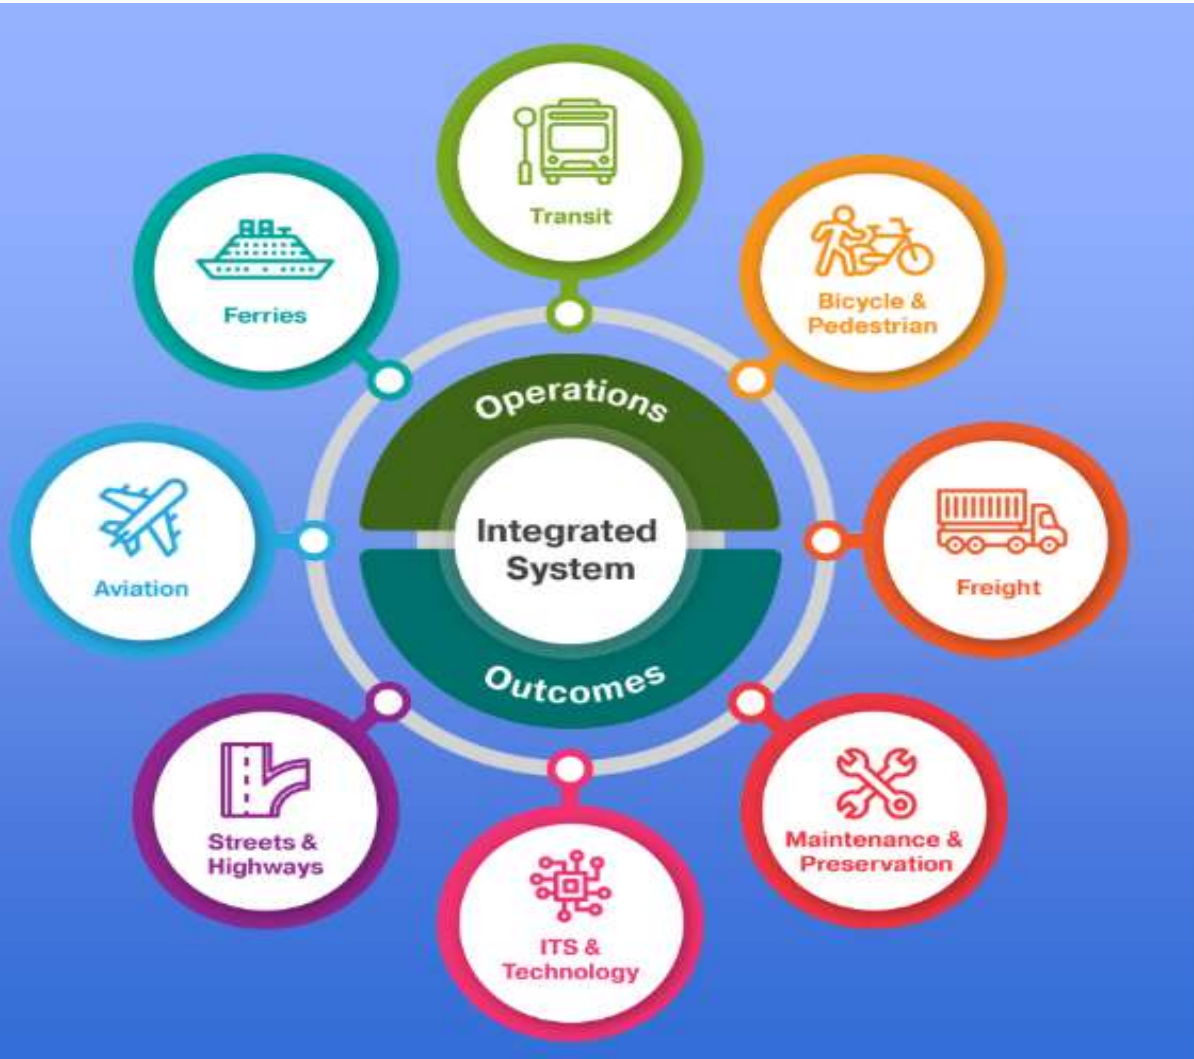 Transit
Ferries
Bicycle &
Pedestrian
Operations
Integrated
System
Aviation
Freight
Outcomes
Streets &
Highways
Maintenance &
Preservation
ITS &
Technology